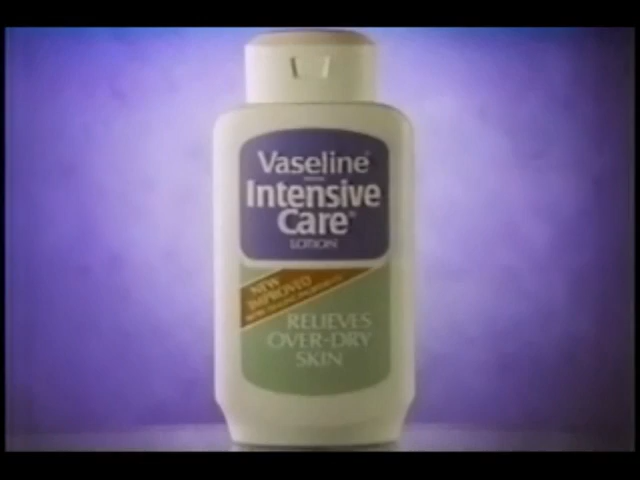 Vaseline®
Intensive
Care®
LOTION
NEW
IMPROVED
RELIEVES
OVER-DRY
SKIN